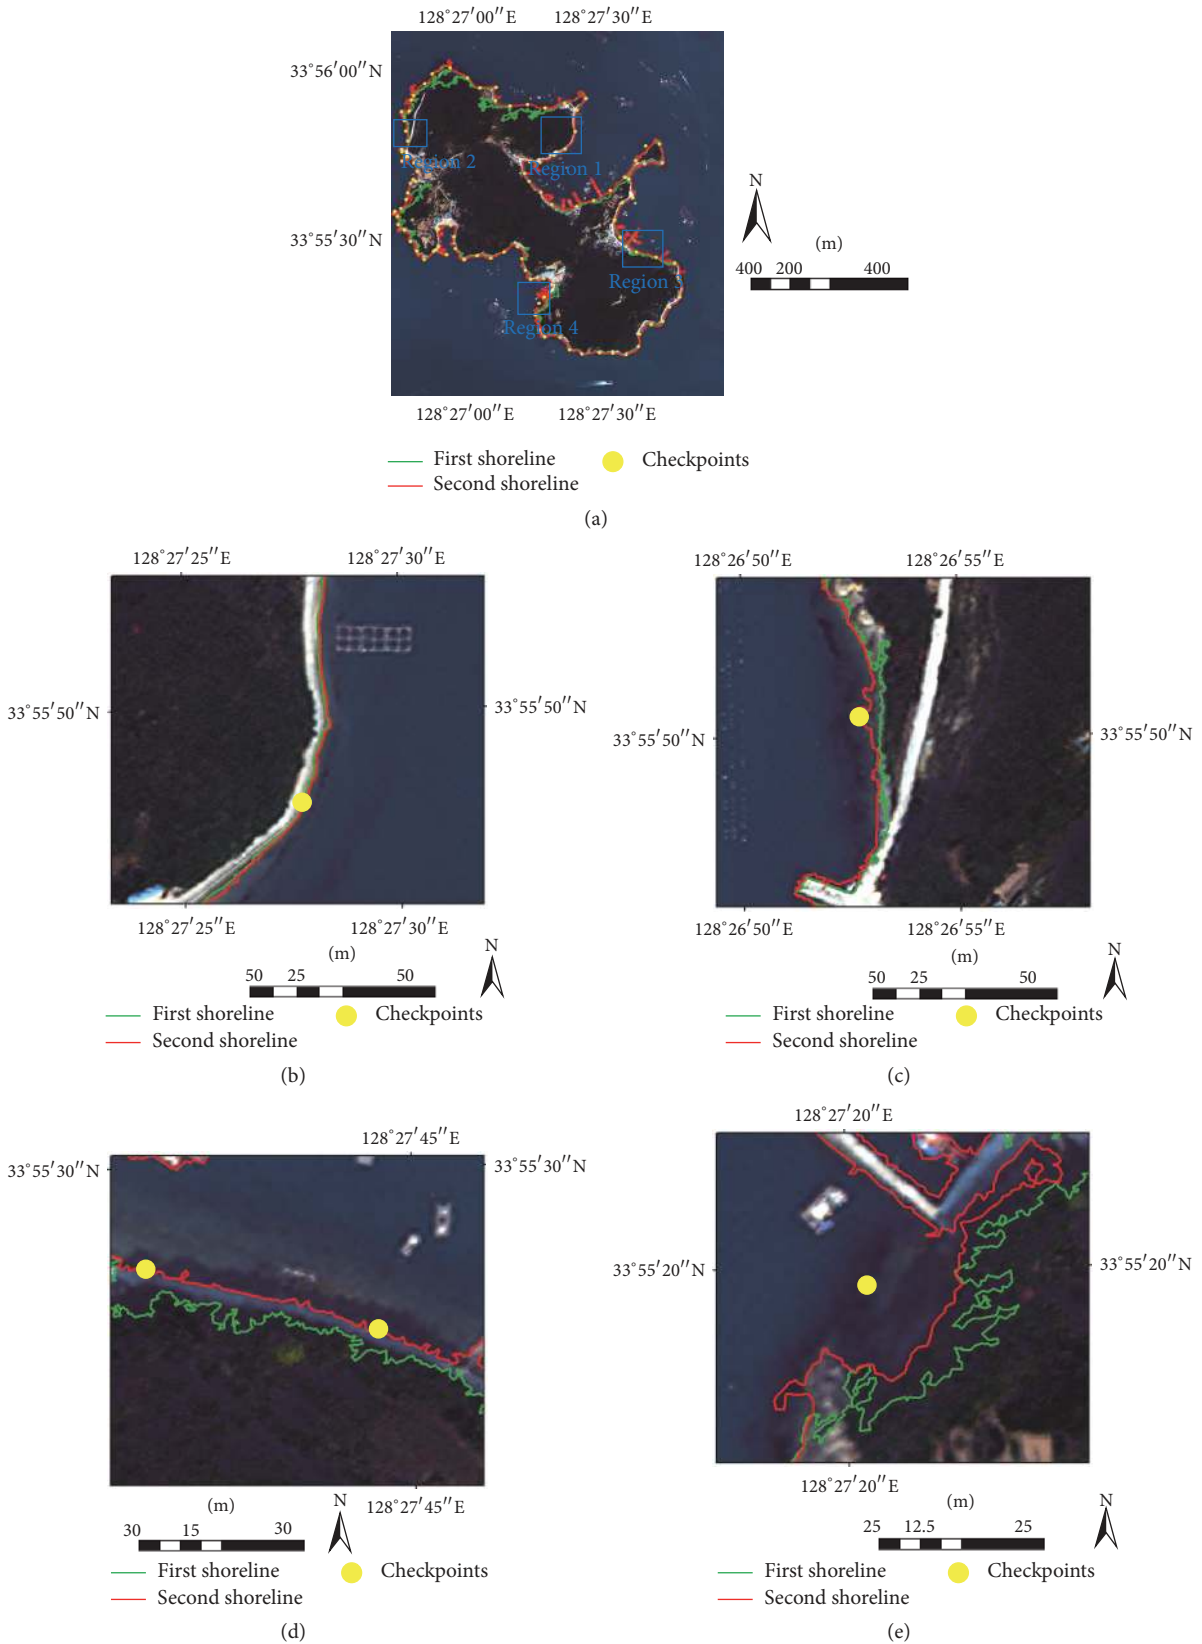 128°27′00″E 128°27′30″E
33°56′00″N
Region 2
Region 1
N
33°55′30″N
(m)
400 200 400
Region 3
Region 4
128°27′00″E 128°27′30″E
First shoreline Checkpoints
Second shoreline
(a)
128°27′25″E 128°27′30″E
33°55′50″N 33°55′50″N
128°27′25″E 128°27′30″E
(m) N
50 25 50
First shoreline Checkpoints
Second shoreline
(b)
128°26′50″E 128°26′55″E
33°55′50″N 33°55′50″N
128°26′50″E 128°26′55″E
(m) N
50 25 50
First shoreline Checkpoints
Second shoreline
(c)
128°27′45″E
33°55′30″N 33°55′30″N
(m) N 128°27′45″E
30 15 30
First shoreline Checkpoints
Second shoreline
(d)
128°27′20″E
33°55′20″N 33°55′20″N
128°27′20″E
(m) N
25 12.5 25
First shoreline Checkpoints
Second shoreline
(e)